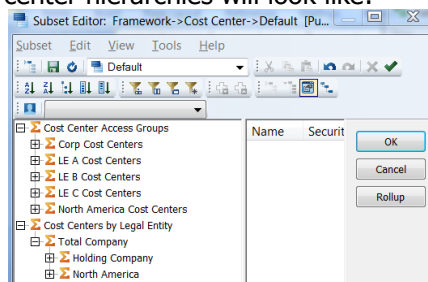 center hierarchies will look like:
Subset Editor: Framework->Cost Center->Default [Pu...
Subset Edit View Tools Help
Default
Cost Center Access Groups
Corp Cost Centers
LE A Cost Centers
LE B Cost Centers
LE C Cost Centers
North America Cost Centers
Cost Centers by Legal Entity
Total Company
Holding Company
North America
Name Securit
OK
Cancel
Rollup